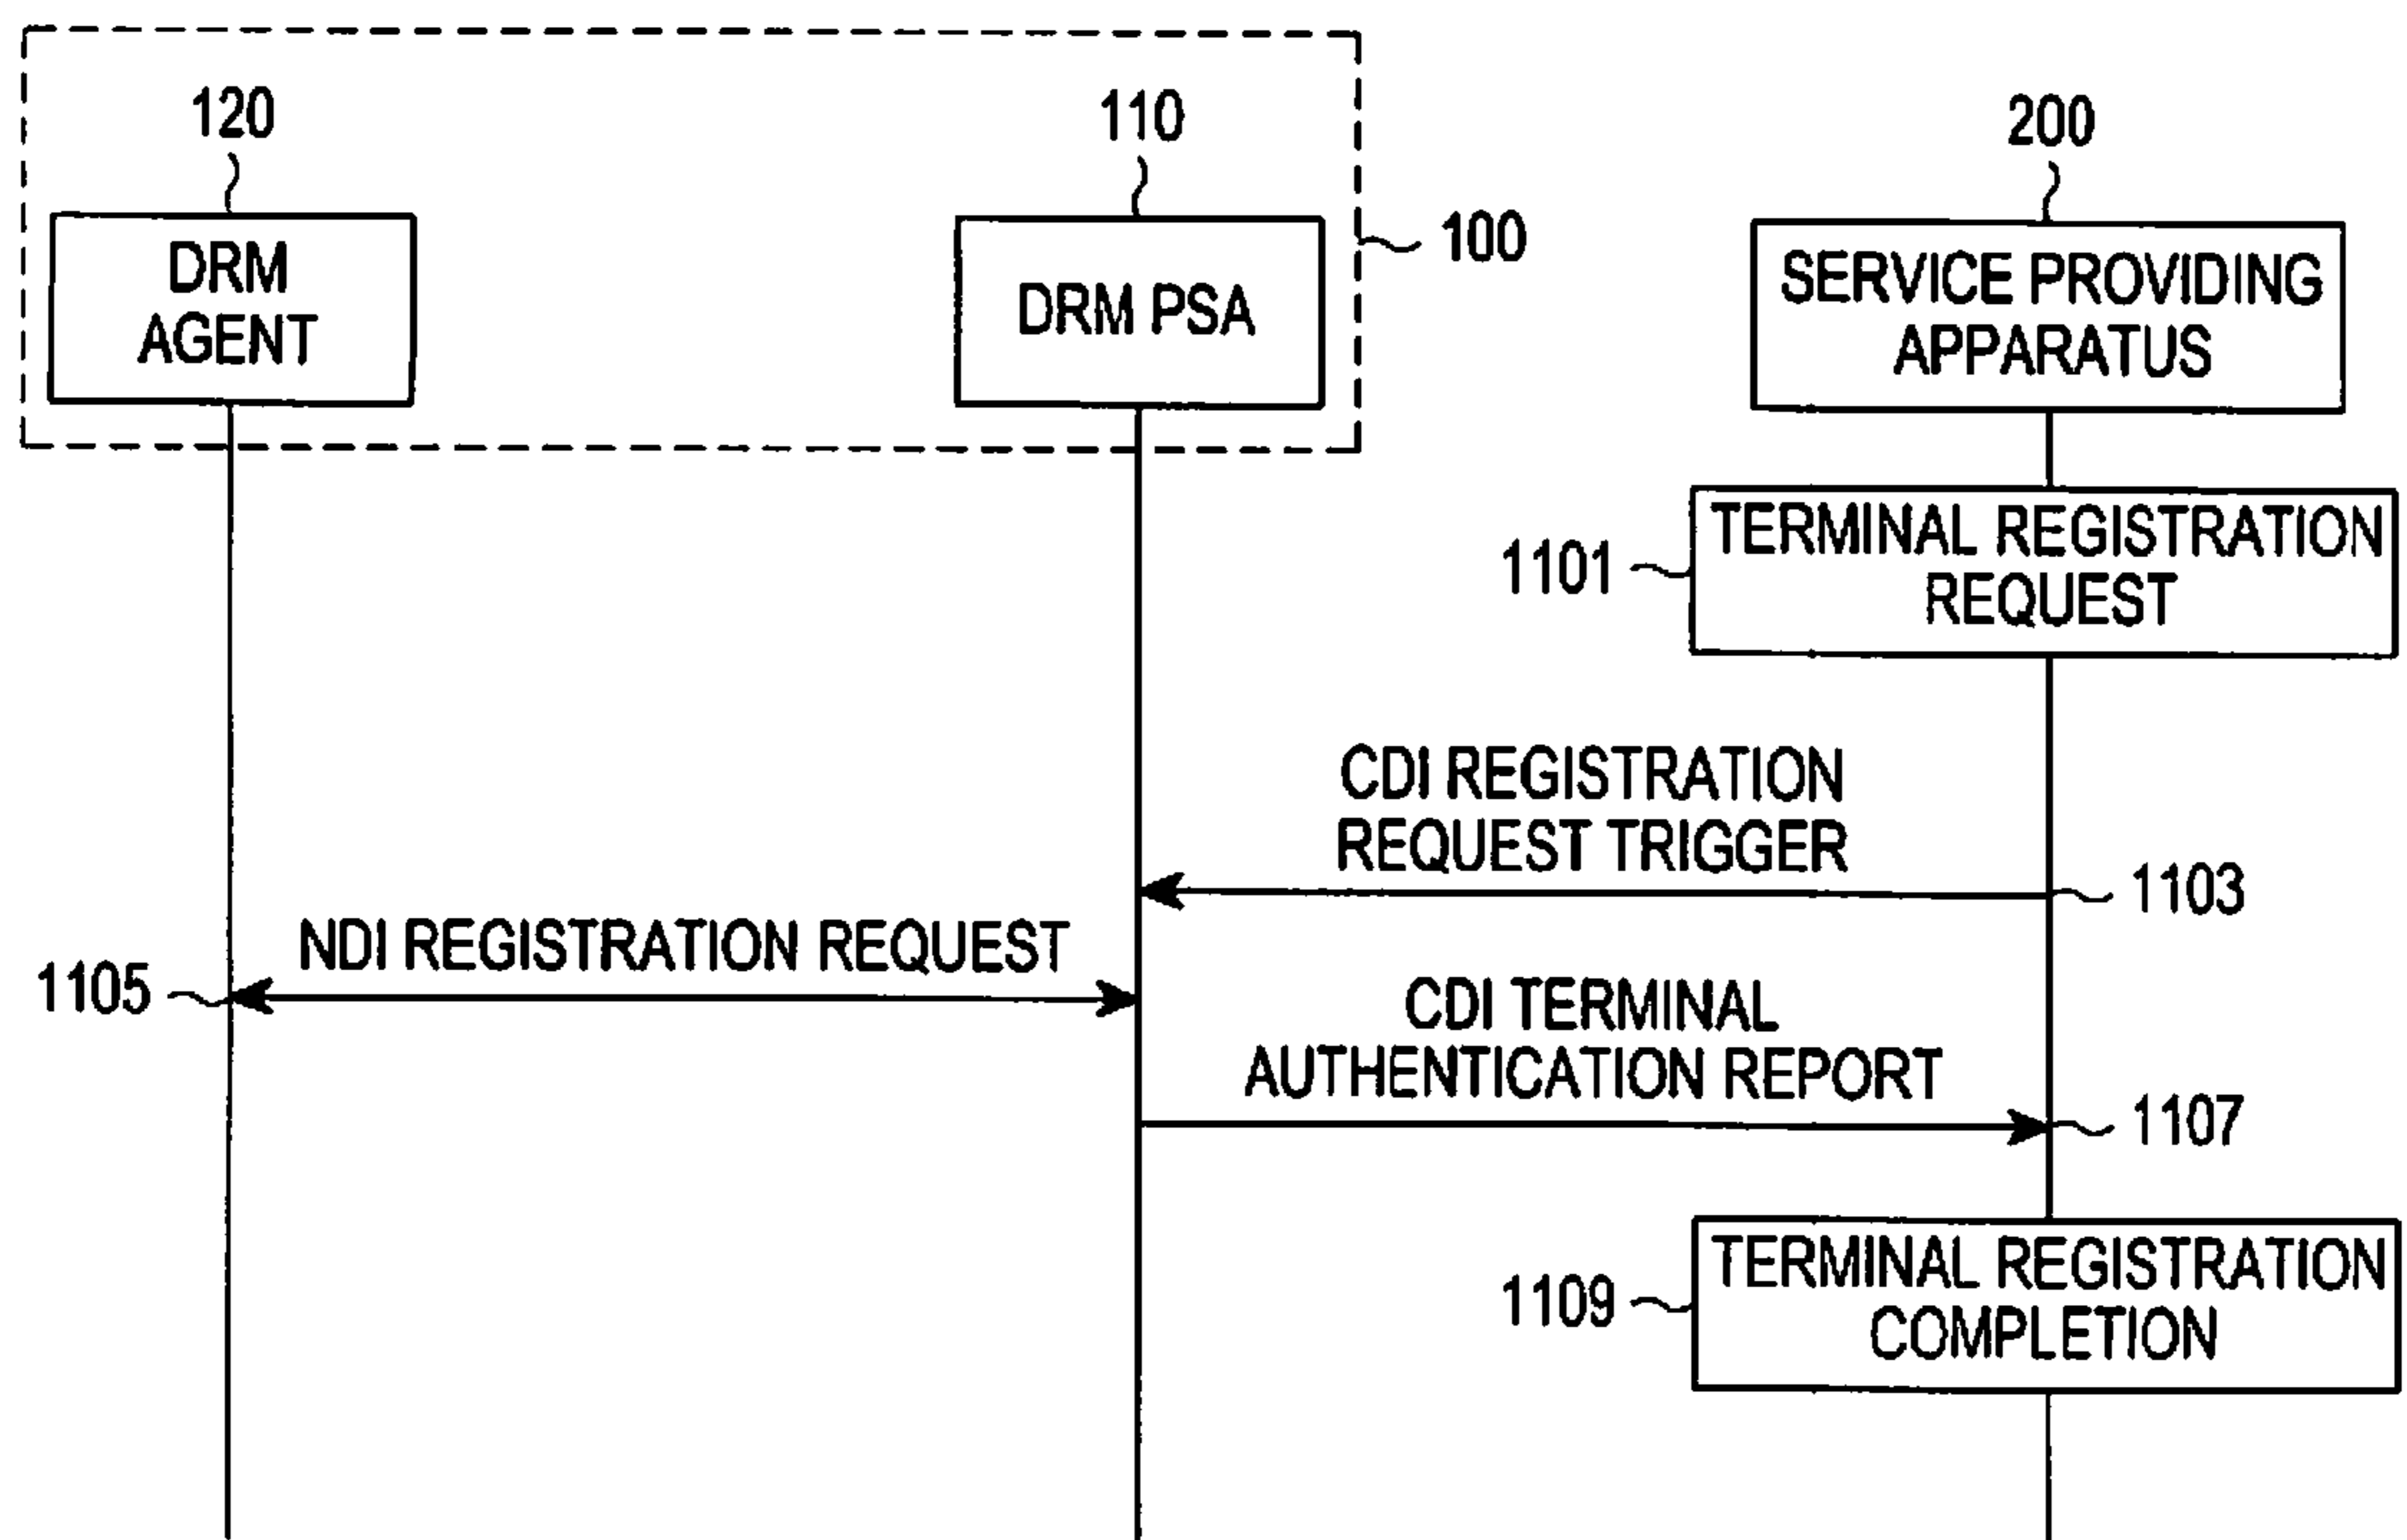 120
110
200
100
DRM
AGENT
DRM PSA
SERVICE PROVIDING
APPARATUS
1101
TERMINAL REGISTRATION
REQUEST
CDI REGISTRATION
REQUEST TRIGGER
1103
NDI REGISTRATION REQUEST
1105
CDI TERMINAL
AUTHENTICATION REPORT
1107
1109
TERMINAL REGISTRATION
COMPLETION